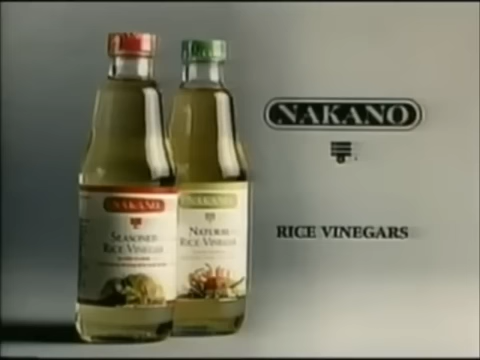 NAKANO
RICE VINEGARS
NAKANO
SEASONED
RICE VINEGAR
NAKANO
NATURAL
RICE VINEGAR